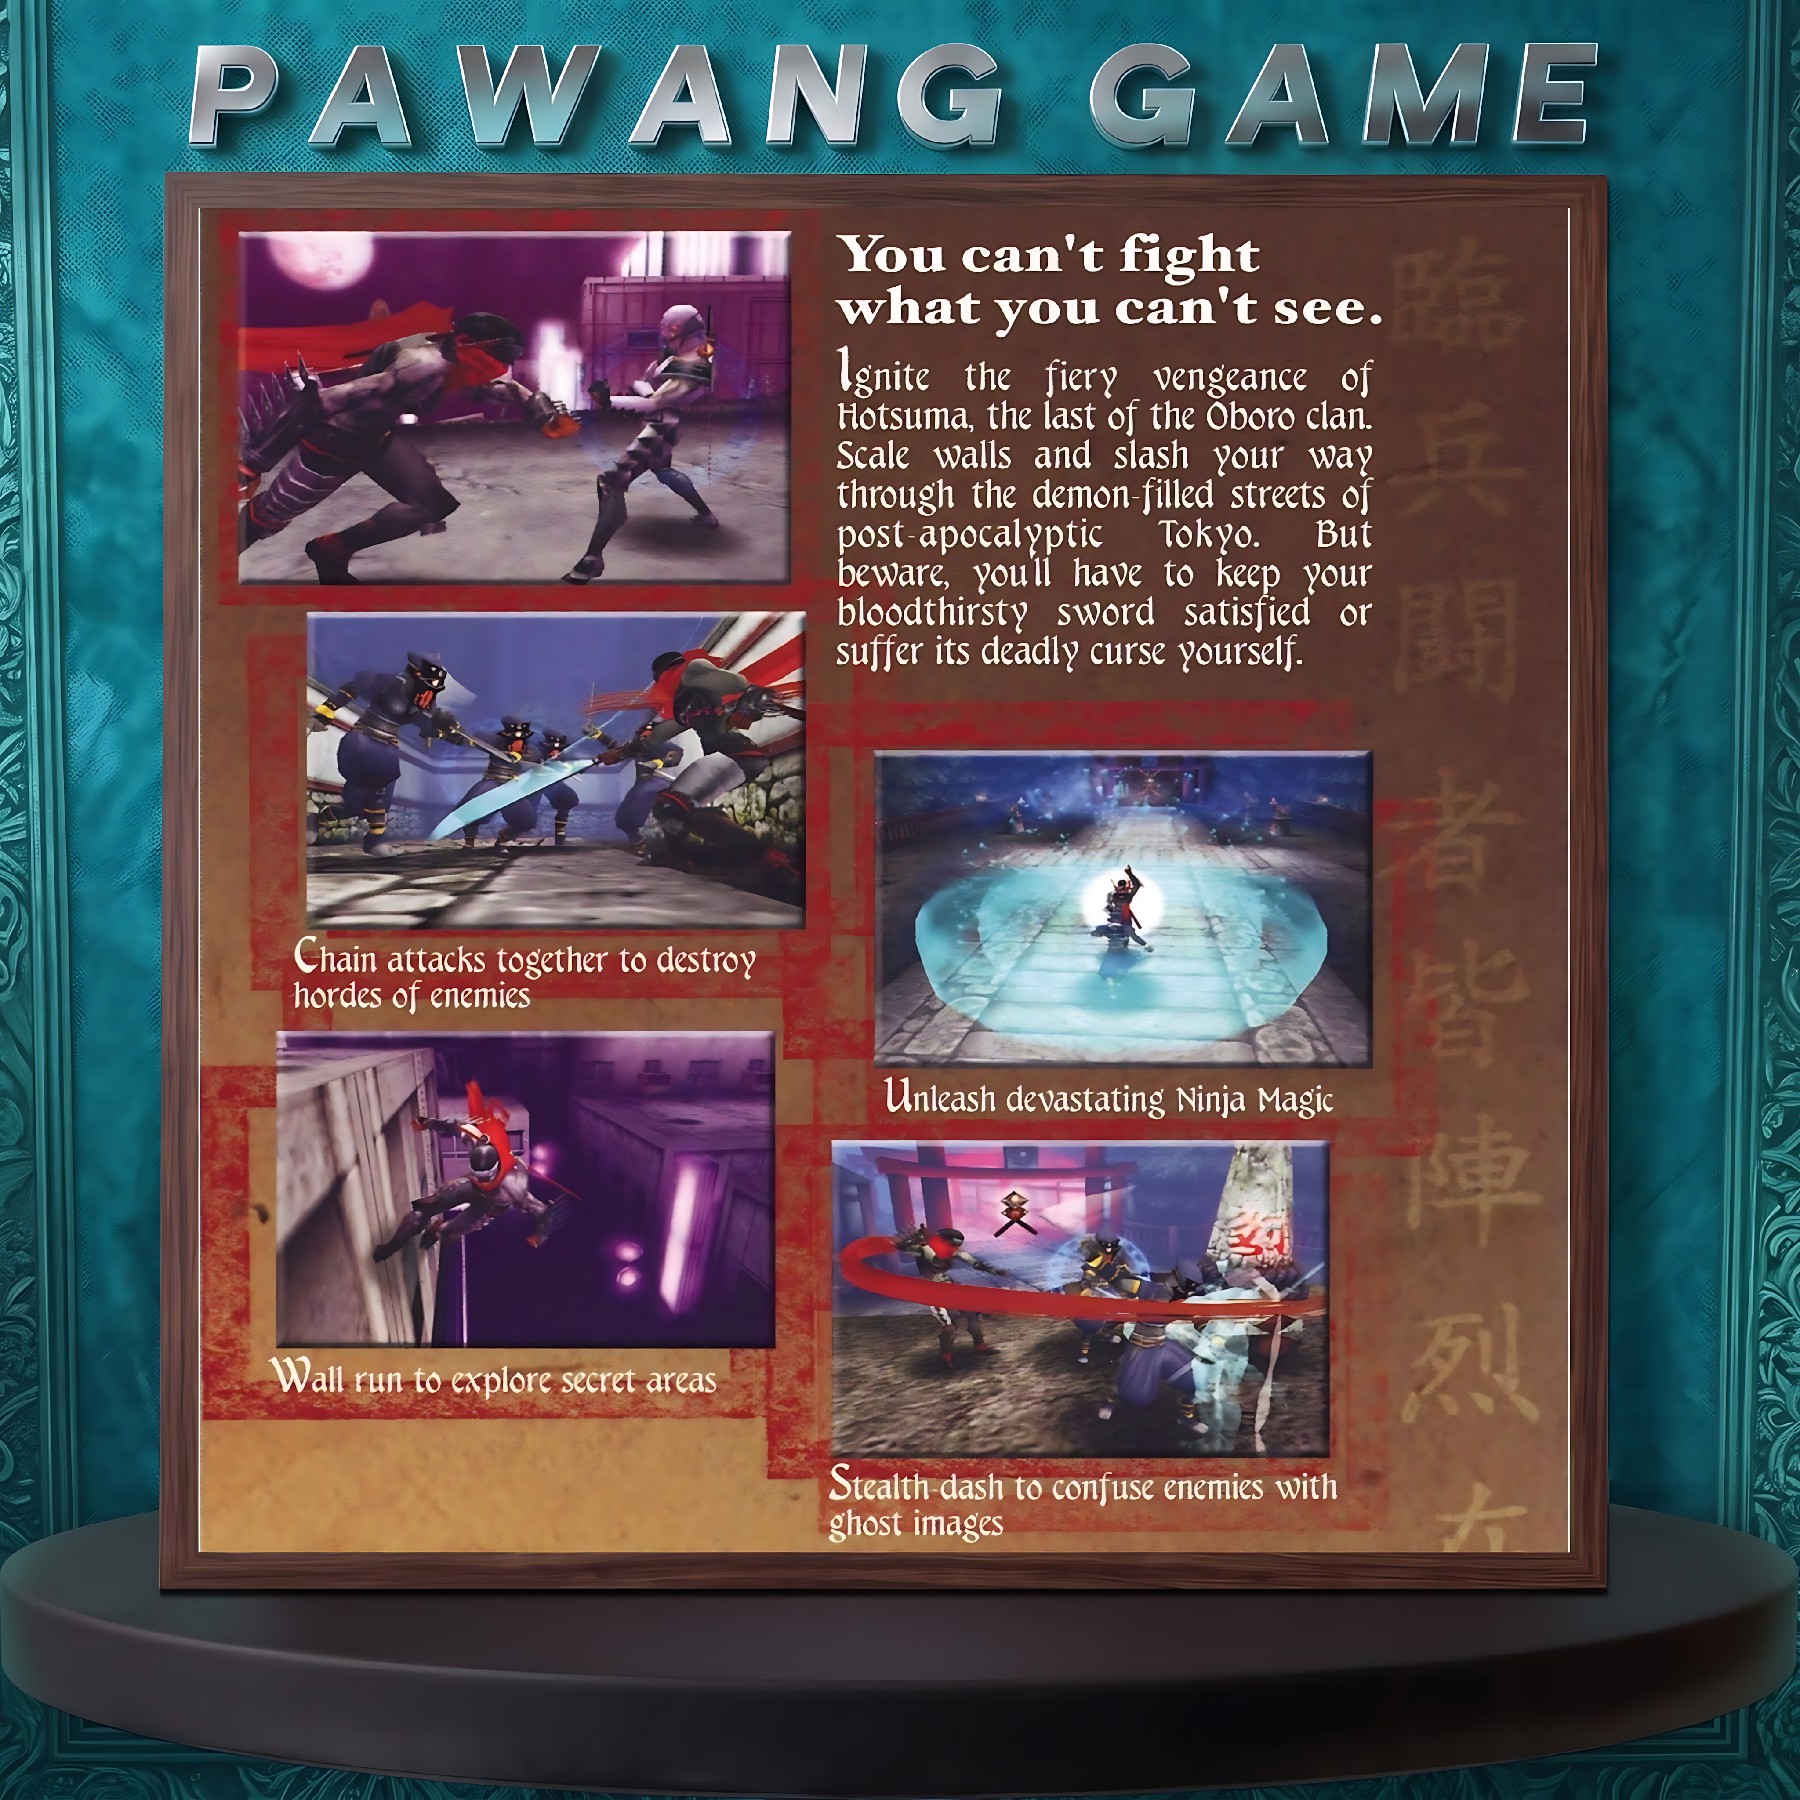 PAWANG GAME
You can't fight
what you can't see.
Ignite the fiery vengeance of
Hotsuma, the last of the Oboro clan.
Scale walls and slash your way
through the demon-filled streets of
post-apocalyptic Tokyo. But
beware, you'll have to keep your
bloodthirsty sword satisfied or
suffer its deadly curse yourself.
Chain attacks together to destroy
hordes of enemies
Unleash devastating Ninja Magic
Wall run to explore secret areas
Stealth-dash to confuse enemies with
ghost images
臨
兵
闘
者
皆
陣
烈